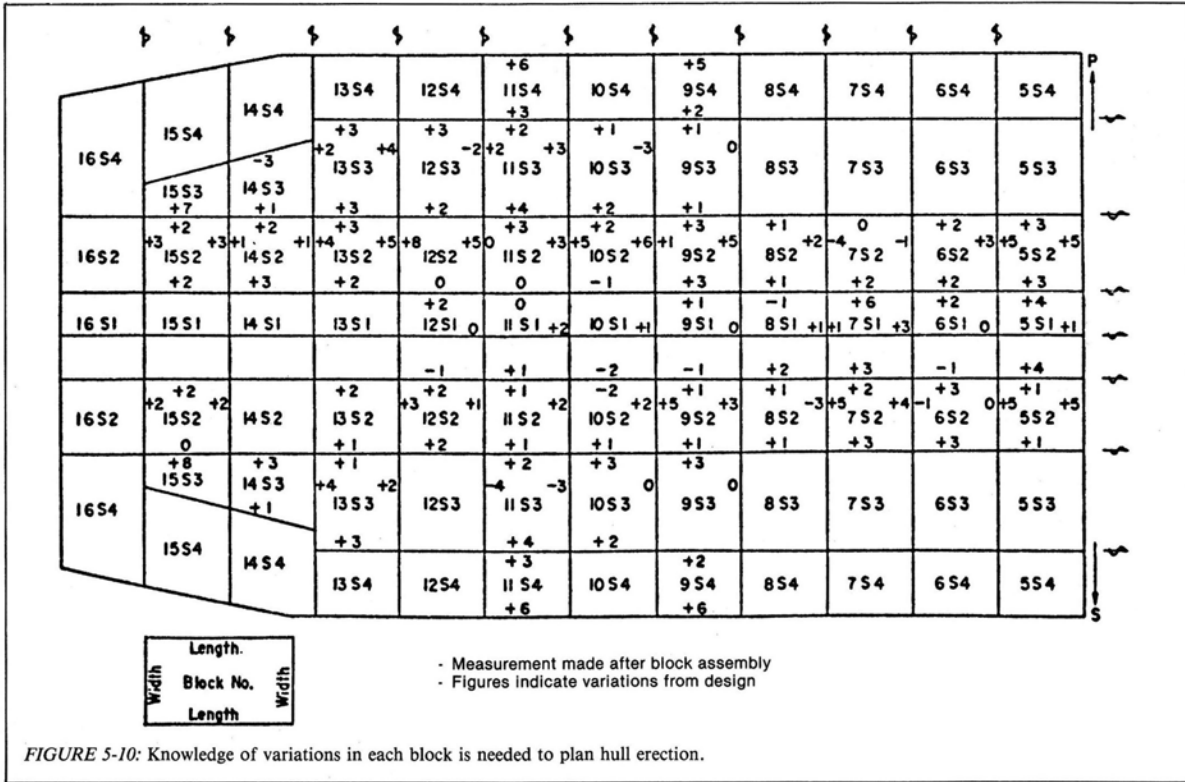 P
+6 +5
13S4 12S4 11S4 10S4 9S4 8S4 7S4 6S4 5S4
14S4
+3 +2
15S4
+3 +3 +2 +1 +1
-3 +2 +4 -2 +2 +3 -3 0
16S4 13S3 12S3 11S3 10S3 9S3 8S3 7S3 6S3 5S3
15S3 14S3
+7 +1 +3 +2 +4 +2 +1
+2 +2 +3 +3 +2 +3 +1 0 +2 +3
+3 +3 +1 +1 +4 +5 +8 +5 0 +3 +5 +6 +1 +5 +2 -4 -1 +3 +5 +5
16S2 15S2 14S2 13S2 12S2 11S2 10S2 9S2 8S2 7S2 6S2 5S2
+2 +3 +2 0 0 -1 +3 +1 +2 +2 +3
+2 0 +1 -1 +6 +2 +4
16S1 15S1 14S1 13S1 12S1 0 11S1 +2 10S1 +1 9S1 0 8S1 +1 +1 7S1 +3 6S1 0 5S1 +1
-1 +1 -2 -1 +2 +3 -1 +4
+2 +2 +2 +1 -2 +1 +1 +2 +3 +1
+2 +2 +3 +1 +2 +2 +5 +3 -3 +5 +4 -1 0 +5 +5
16S2 15S2 14S2 13S2 12S2 11S2 10S2 9S2 8S2 7S2 6S2 5S2
0 +1 +2 +1 +1 +1 +1 +3 +3 +1
+8 +3 +1 +2 +3 +3
15S3 14S3 +4 +2 -4 -3 0 0
16S4 13S3 12S3 11S3 10S3 9S3 8S3 7S3 6S3 5S3
+1
+3 +4 +2
15S4 14S4 +3 +2
13S4 12S4 11S4 10S4 9S4 8S4 7S4 6S4 5S4
+6 +6
S
Length.
Width Block No. Width
Length
- Measurement made after block assembly
- Figures indicate variations from design
FIGURE 5-10: Knowledge of variations in each block is needed to plan hull erection.